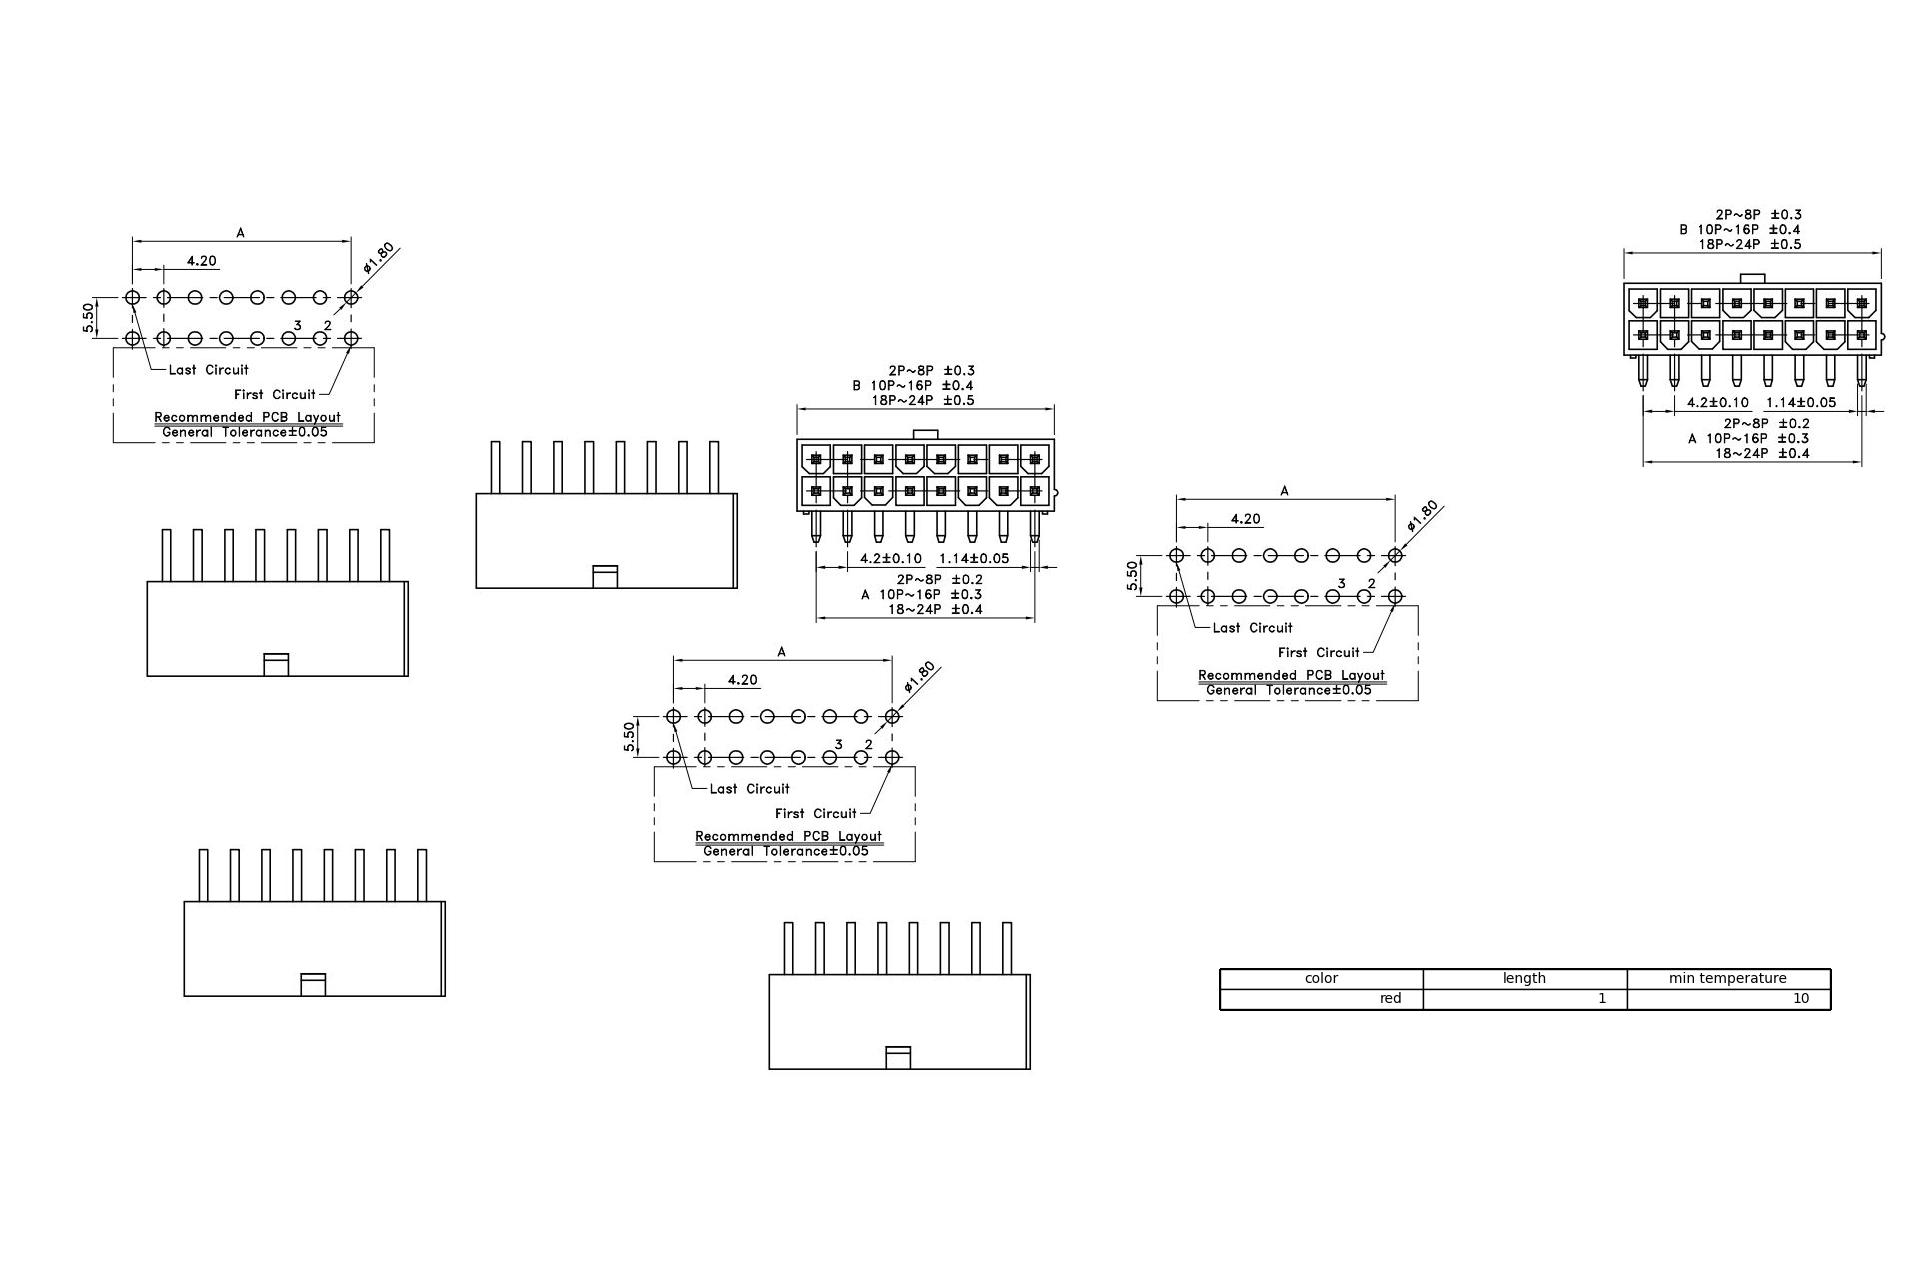 A
4.20
ø1.80
5.50
3 2
Last Circuit
First Circuit
Recommended PCB Layout
General Tolerance±0.05
2P~8P ±0.3
B 10P~16P ±0.4
18P~24P ±0.5
4.2±0.10 1.14±0.05
2P~8P ±0.2
A 10P~16P ±0.3
18~24P ±0.4
2P~8P ±0.3
B 10P~16P ±0.4
18P~24P ±0.5
4.2±0.10 1.14±0.05
2P~8P ±0.2
A 10P~16P ±0.3
18~24P ±0.4
A
4.20
ø1.80
5.50
3 2
Last Circuit
First Circuit
Recommended PCB Layout
General Tolerance±0.05
A
4.20
ø1.80
5.50
3 2
Last Circuit
First Circuit
Recommended PCB Layout
General Tolerance±0.05
color length min temperature
red 1 10